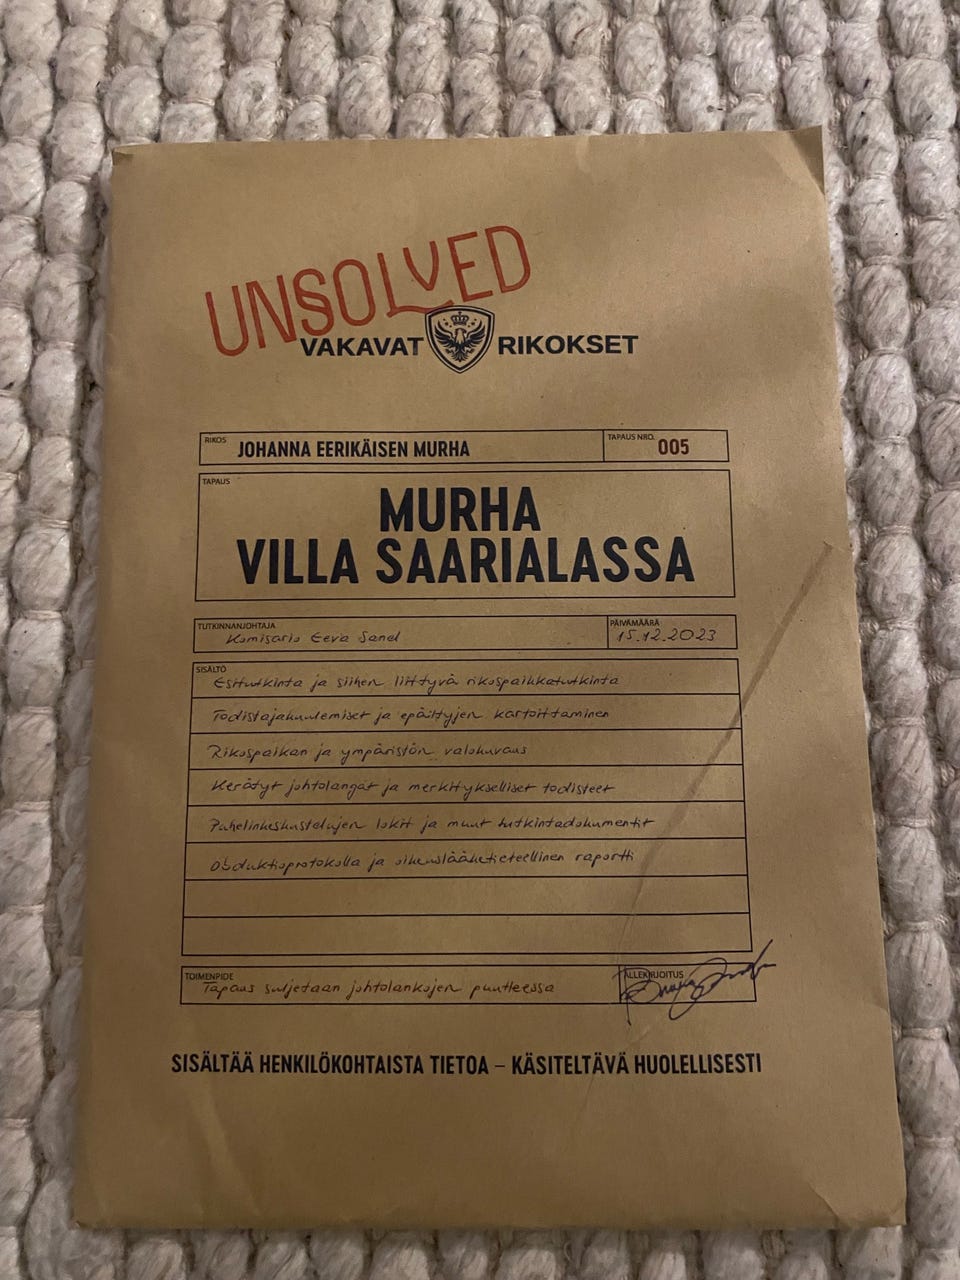 UNSOLVED
VAKAVAT RIKOKSET
RIKOS JOHANNA EERIKÄISEN MURHA TAPAUS NRO. 005
TAPAUS
MURHA
VILLA SAARIALASSA
TUTKINNANJOHTAJA Komisario Eeva Sanel PÄIVÄMÄÄRÄ 15.12.2023
SISÄLTÖ
Esitutkinta ja siihen liittyvä rikospaikkatutkinta
Todistajakuulemiset ja epäiltyjen kartoittaminen
Rikospaikan ja ympäristön valokuvaus
Kerätyt johtolangat ja merkitykselliset todisteet
Puhelinkeskustelujen lokit ja muut tutkintadokumentit
Obduktioprotokolla ja oikeuslääketieteellinen raportti
TOIMENPIDE Tapaus suljetaan johtolankojen puutteessa ALLEKIRJOITUS
SISÄLTÄÄ HENKILÖKOHTAISTA TIETOA – KÄSITELTÄVÄ HUOLELLISESTI